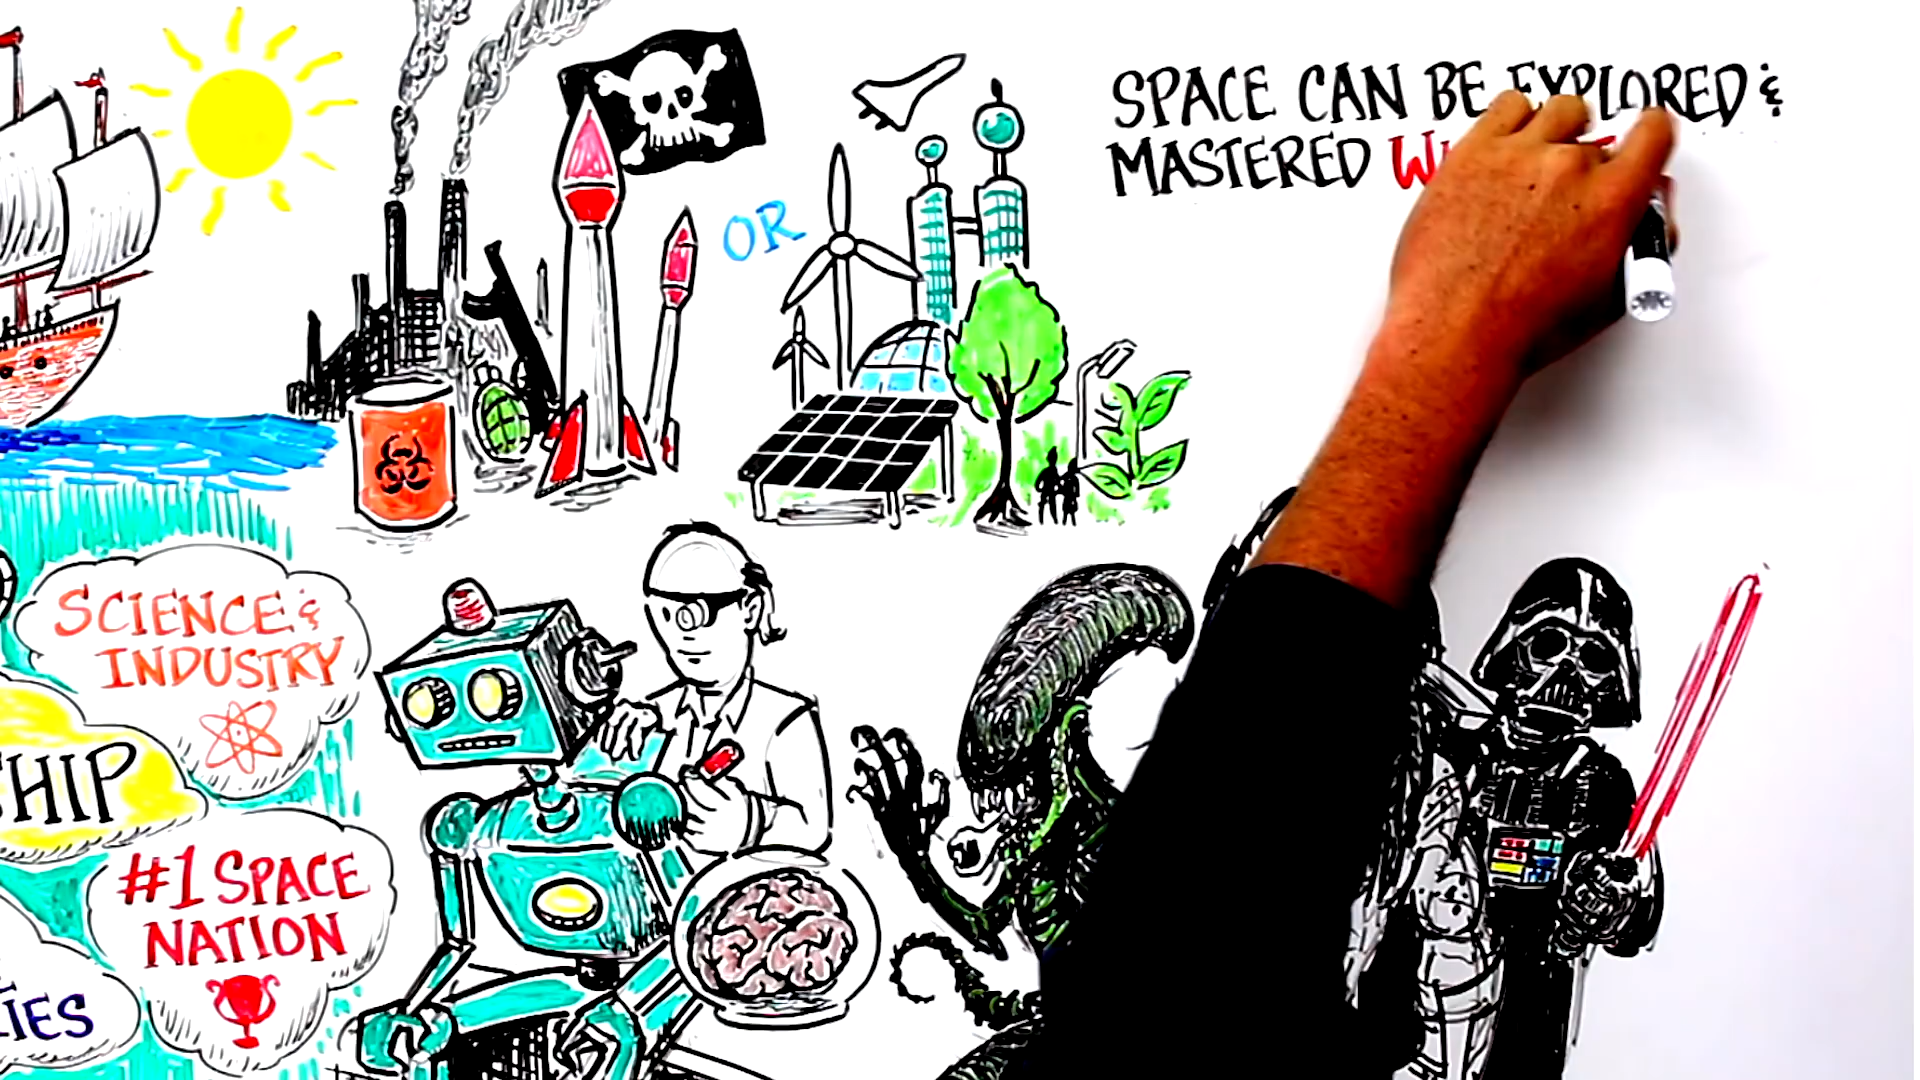 SPACE CAN BE EXPLORED &
MASTERED
OR
SCIENCE &
INDUSTRY
HIP
#1 SPACE
NATION
IES